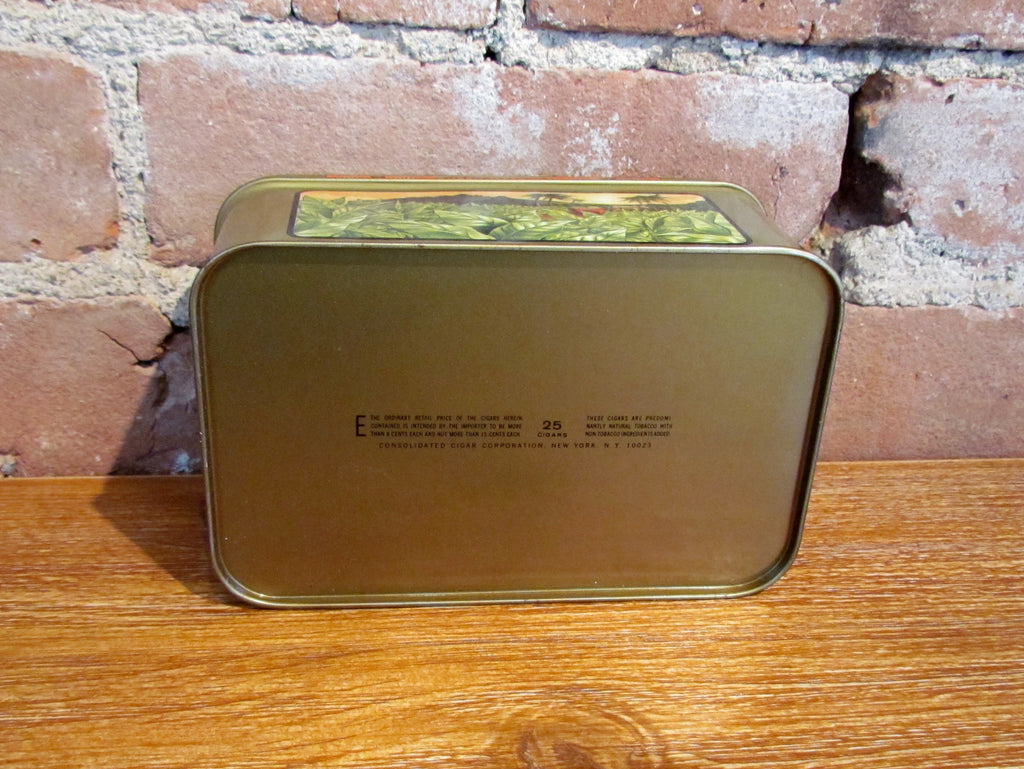 E
THE ORDINARY RETAIL PRICE OF THE CIGARS HEREIN
CONTAINED IS INTENDED BY THE IMPORTER TO BE MORE
THAN 8 CENTS EACH AND NOT MORE THAN 15 CENTS EACH.
25
CIGARS
THESE CIGARS ARE PREDOMI
NANTLY NATURAL TOBACCO WITH
NON-TOBACCO INGREDIENTS ADDED
CONSOLIDATED CIGAR CORPORATION, NEW YORK, N.Y. 10023